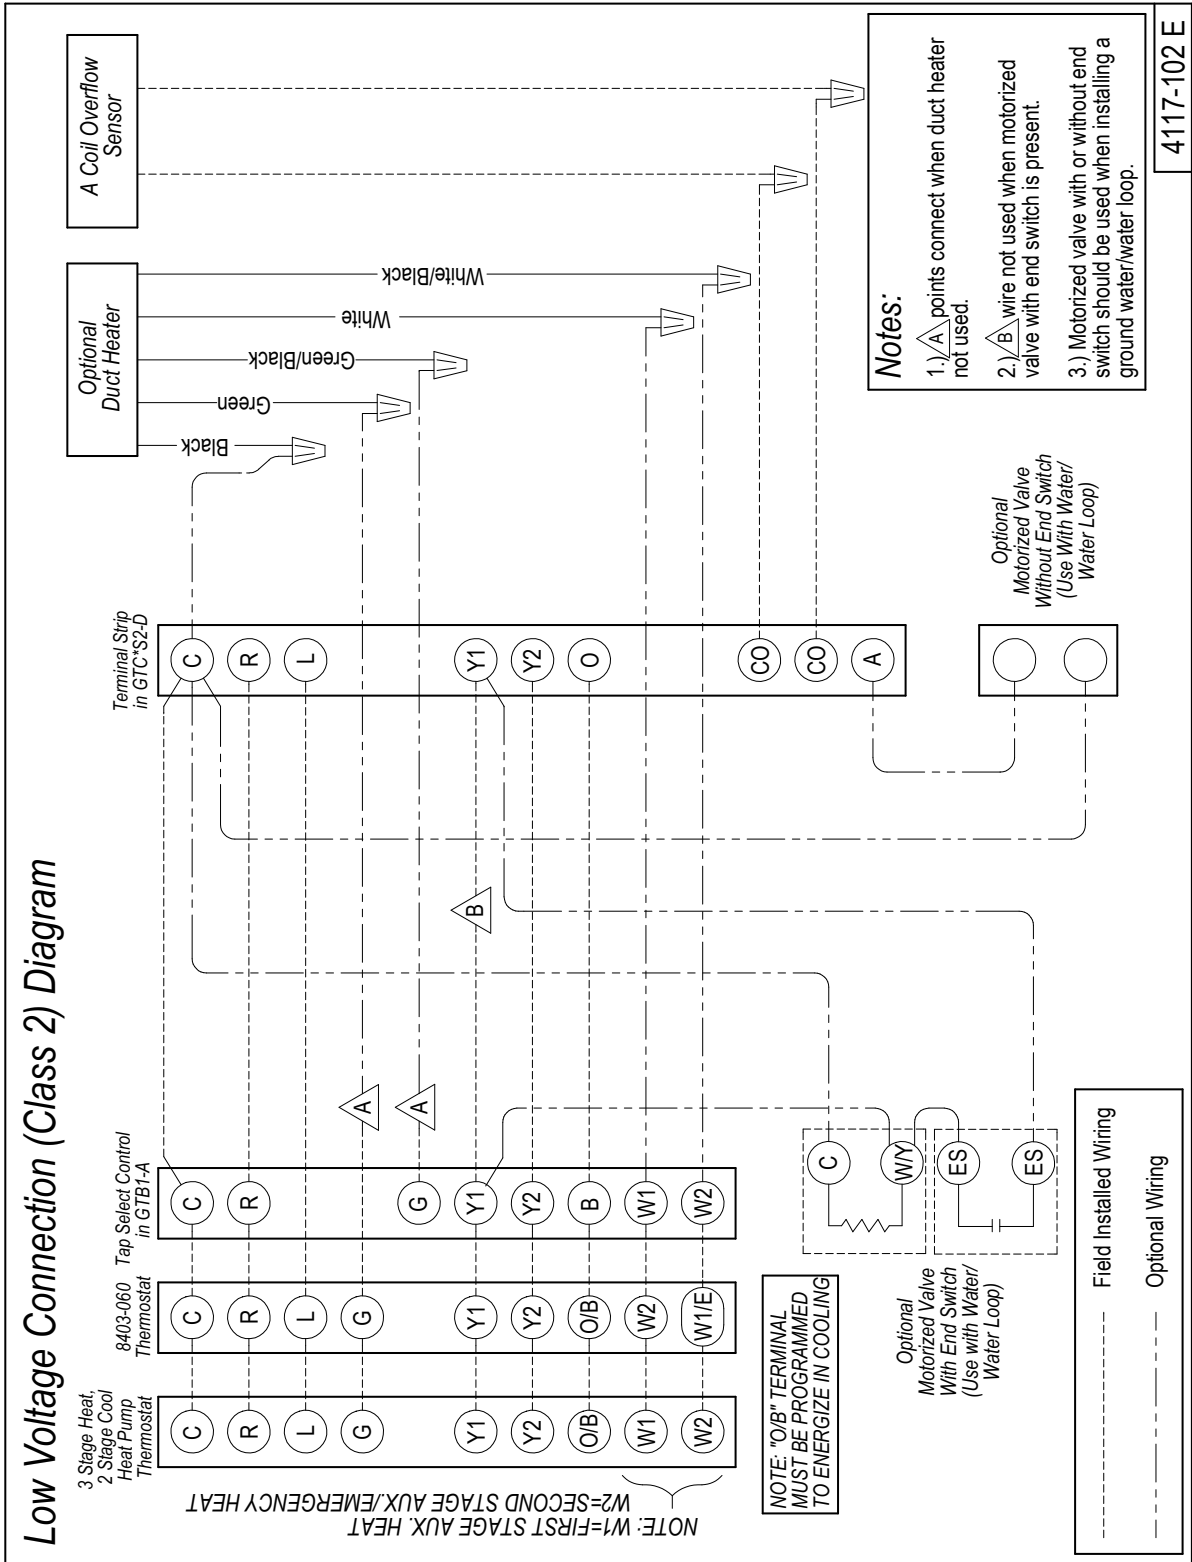 Low Voltage Connection (Class 2) Diagram
3 Stage Heat,
2 Stage Cool
Heat Pump
Thermostat
C
R
L
G
Y1
Y2
O/B
W1
W2
NOTE: W1=FIRST STAGE AUX. HEAT
W2=SECOND STAGE AUX./EMERGENCY HEAT
8403-060
Thermostat
C
R
L
G
Y1
Y2
O/B
W2
W1/E
Tap Select Control
in GTB1-A
C
R
G
Y1
Y2
B
W1
W2
A
A
B
Terminal Strip
in GTC*S2-D
C
R
L
Y1
Y2
O
CO
CO
A
Optional
Duct Heater
Black
Green
Green/Black
White
White/Black
A Coil Overflow
Sensor
NOTE: "O/B" TERMINAL
MUST BE PROGRAMMED
TO ENERGIZE IN COOLING
Optional
Motorized Valve
With End Switch
(Use with Water/
Water Loop)
C
W/Y
ES
ES
Optional
Motorized Valve
Without End Switch
(Use With Water/
Water Loop)
Field Installed Wiring
Optional Wiring
Notes:
1.) A points connect when duct heater
not used.
2.) B wire not used when motorized
valve with end switch is present.
3.) Motorized valve with or without end
switch should be used when installing a
ground water/water loop.
4117-102 E